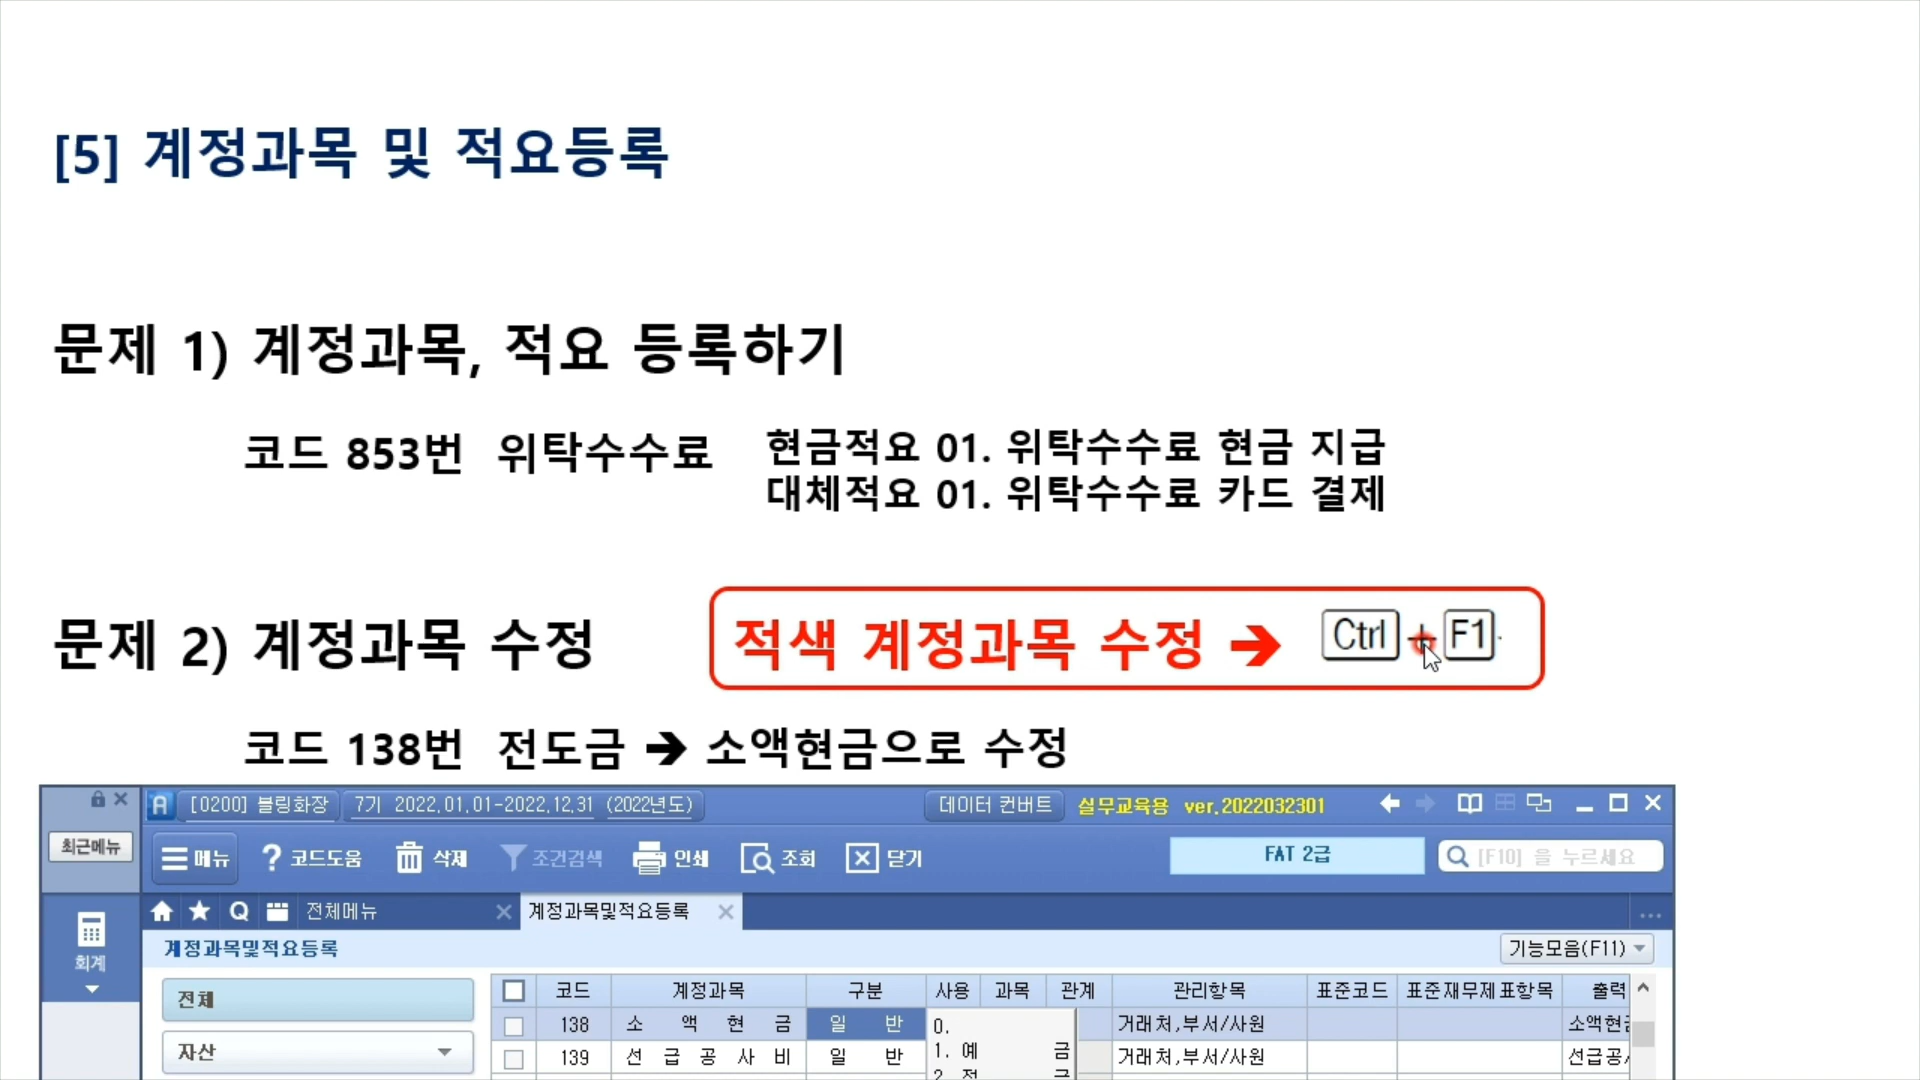 [5] 계정과목 및 적요등록
문제 1) 계정과목, 적요 등록하기
코드 853번 위탁수수료 현금적요 01. 위탁수수료 현금 지급
대체적요 01. 위탁수수료 카드 결제
문제 2) 계정과목 수정 적색 계정과목 수정 → Ctrl + F1
코드 138번 전도금 → 소액현금으로 수정
[0200] 블링화장 7기 2022.01.01-2022.12.31 (2022년도) 데이터 컨버트 실무교육용 ver.2022032301
최근메뉴 메뉴 코드도움 삭제 조건검색 인쇄 조회 닫기 FAT 2급 [F10] 을 누르세요
전체메뉴 계정과목및적요등록
회계 계정과목및적요등록 기능모음(F11)
전체 코드 계정과목 구분 사용 과목 관계 관리항목 표준코드 표준재무제표항목 출력
138 소 액 현 금 일 반 0. 거래처,부서/사원 소액현
자산 139 선 급 공 사 비 일 반 1. 예 금 거래처,부서/사원 선급공